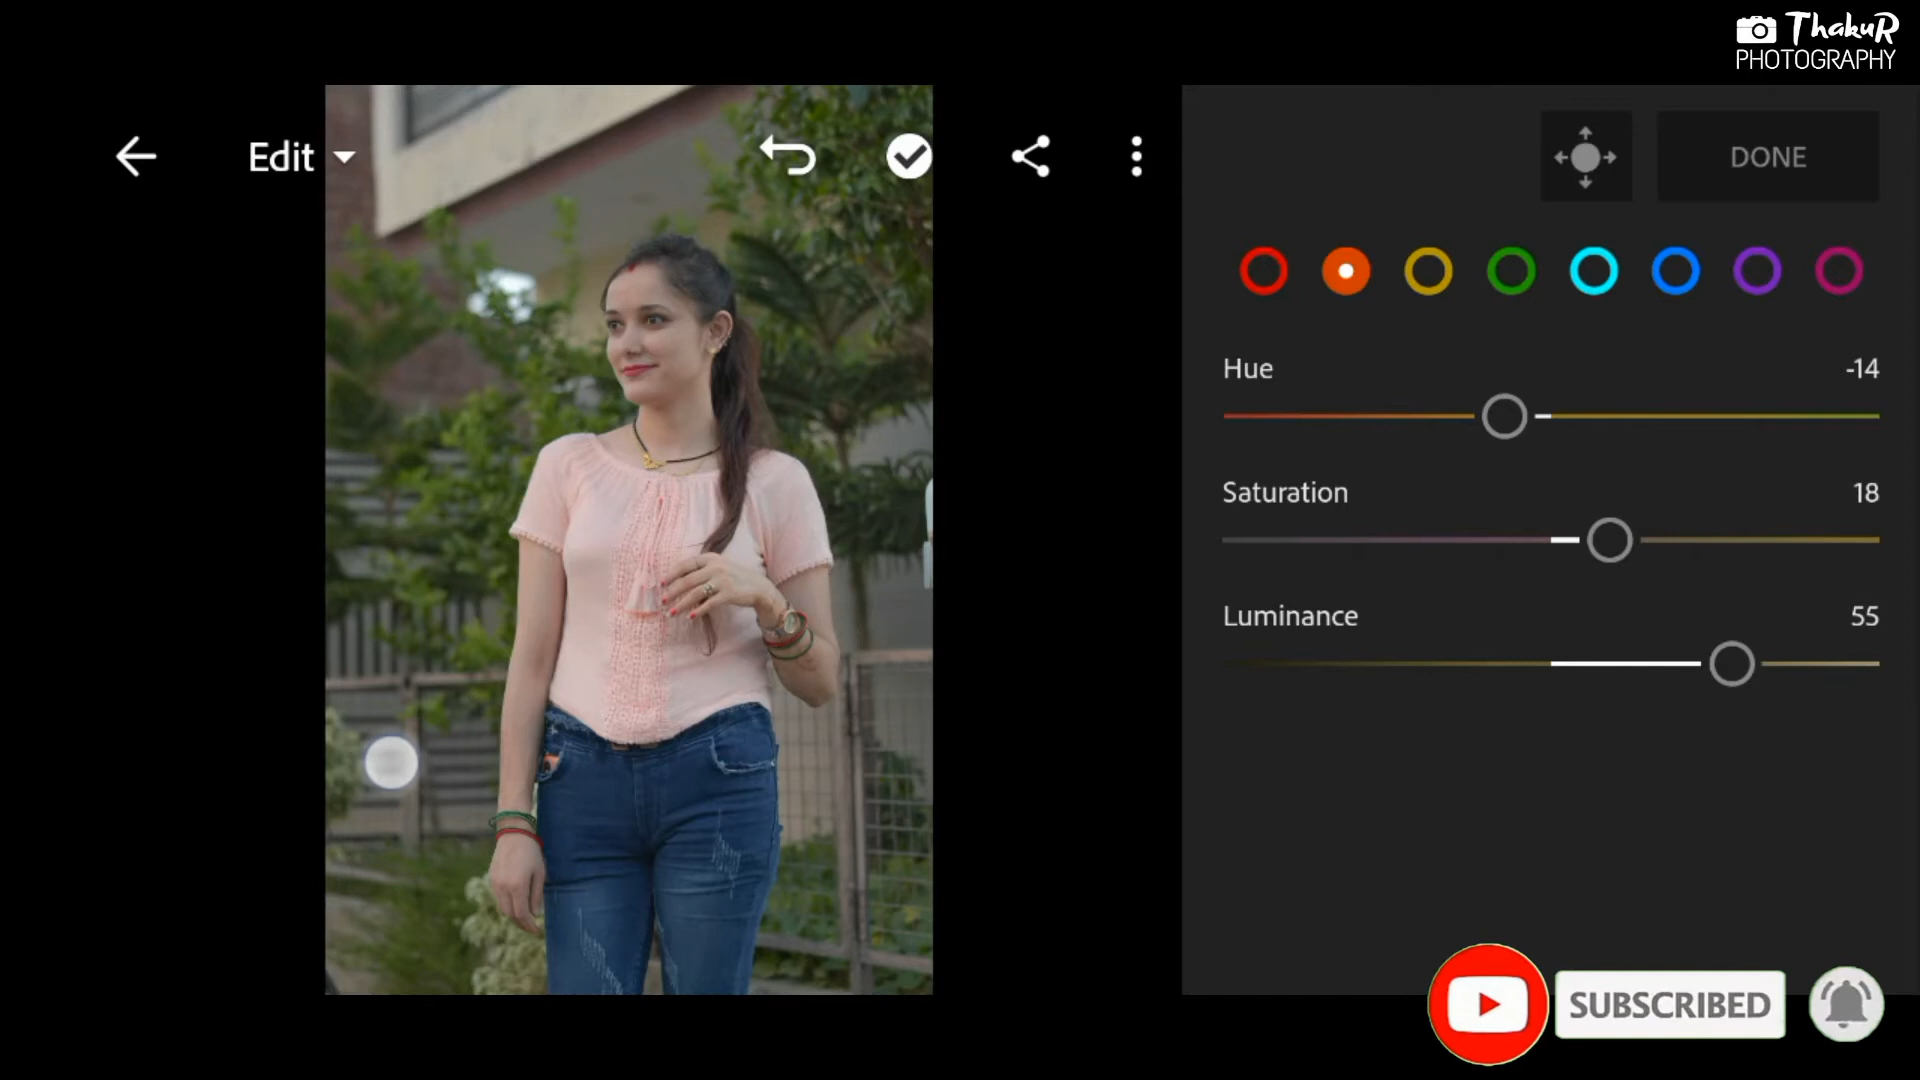 ThakuR
PHOTOGRAPHY
Edit
DONE
Hue -14
Saturation 18
Luminance 55
SUBSCRIBED